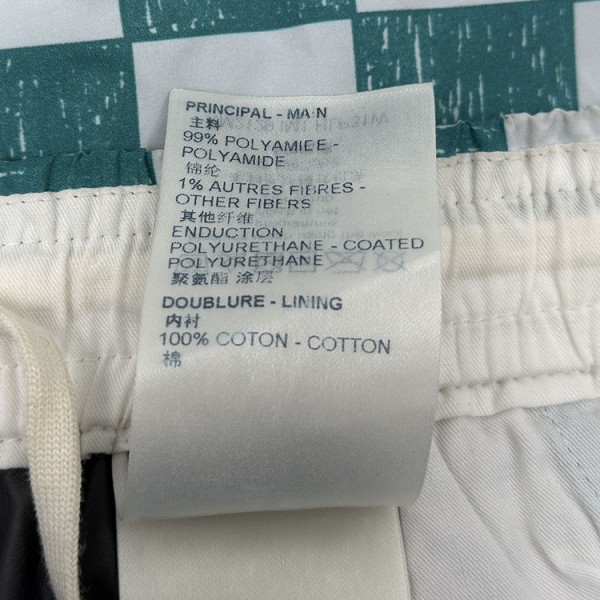 PRINCIPAL - MAIN
主料
99% POLYAMIDE -
POLYAMIDE
锦纶
1% AUTRES FIBRES -
OTHER FIBERS
其他纤维
ENDUCTION
POLYURETHANE - COATED
POLYURETHANE
聚氨酯 涂层
DOUBLURE - LINING
内衬
100% COTON - COTTON
棉